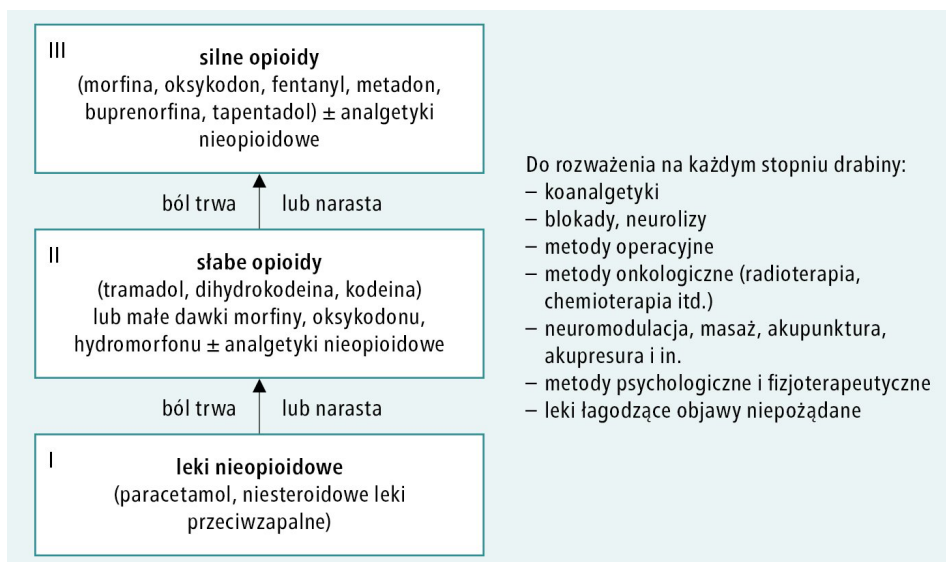 III
silne opioidy
(morfina, oksykodon, fentanyl, metadon,
buprenorfina, tapentadol) ± analgetyki
nieopioidowe
ból trwa lub narasta
II
słabe opioidy
(tramadol, dihydrokodeina, kodeina)
lub małe dawki morfiny, oksykodonu,
hydromorfonu ± analgetyki nieopioidowe
ból trwa lub narasta
I
leki nieopioidowe
(paracetamol, niesteroidowe leki
przeciwzapalne)
Do rozważenia na każdym stopniu drabiny:
– koanalgetyki
– blokady, neurolizy
– metody operacyjne
– metody onkologiczne (radioterapia,
chemioterapia itd.)
– neuromodulacja, masaż, akupunktura,
akupresura i in.
– metody psychologiczne i fizjoterapeutyczne
– leki łagodzące objawy niepożądane